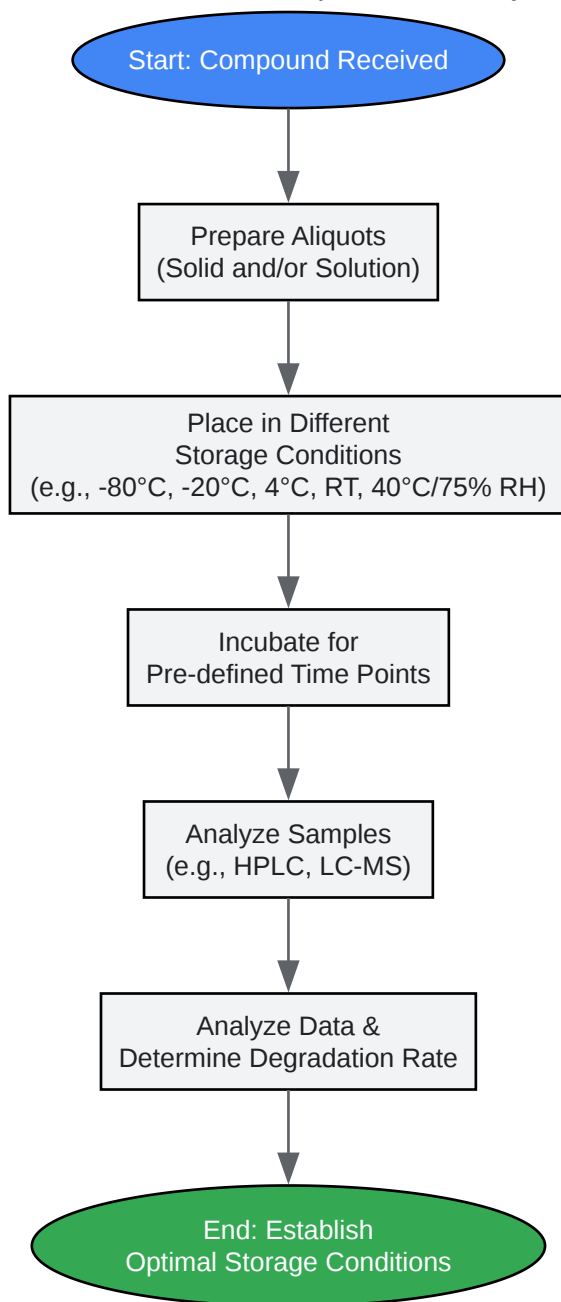 Start: Compound Received
Prepare Aliquots
(Solid and/or Solution)
Place in Different
Storage Conditions
(e.g., -80°C, -20°C, 4°C, RT, 40°C/75% RH)
Incubate for
Pre-defined Time Points
Analyze Samples
(e.g., HPLC, LC-MS)
Analyze Data &
Determine Degradation Rate
End: Establish
Optimal Storage Conditions